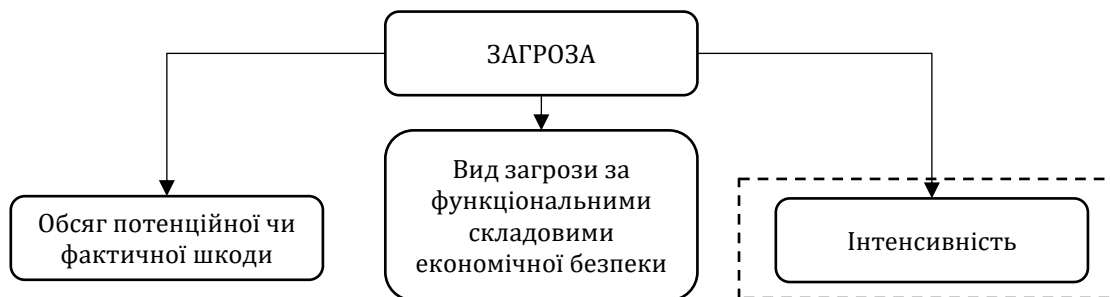 ЗАГРОЗА
Обсяг потенційної чи
фактичної шкоди
Вид загрози за
функціональними
складовими
економічної безпеки
Інтенсивність